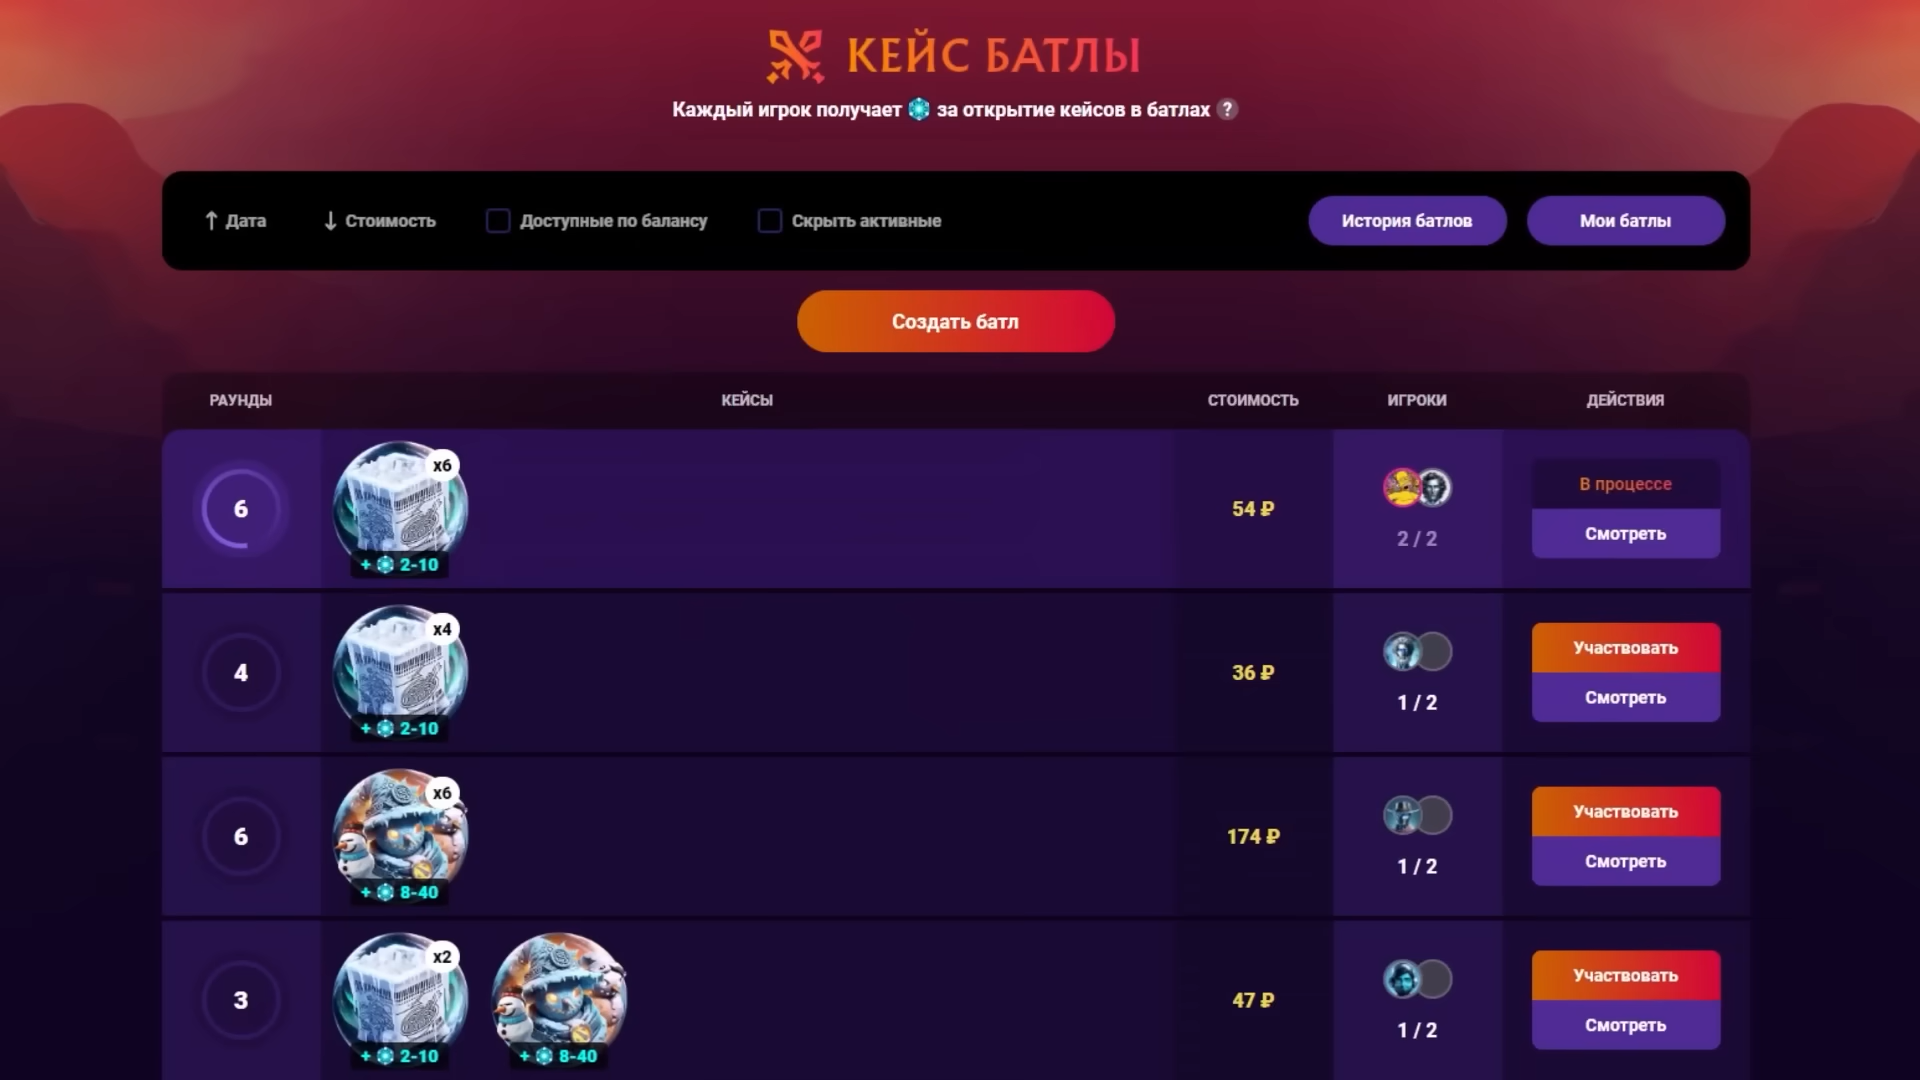 КЕЙС БАТЛЫ
Каждый игрок получает за открытие кейсов в батлах ?
↑ Дата ↓ Стоимость Доступные по балансу Скрыть активные История батлов Мои батлы
Создать батл
РАУНДЫ КЕЙСЫ СТОИМОСТЬ ИГРОКИ ДЕЙСТВИЯ
6 x6 + 2-10 54 ₽ 2 / 2 В процессе
Смотреть
4 x4 + 2-10 36 ₽ 1 / 2 Участвовать
Смотреть
6 x6 + 8-40 174 ₽ 1 / 2 Участвовать
Смотреть
3 x2 + 2-10 + 8-40 47 ₽ 1 / 2 Участвовать
Смотреть